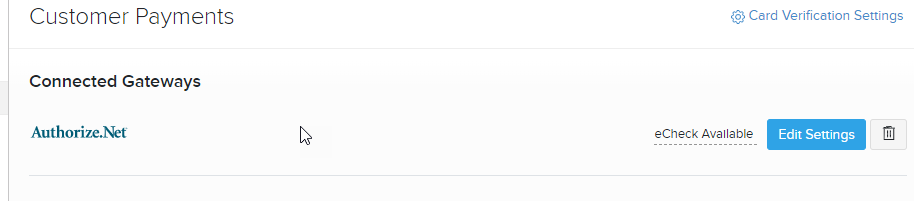 Customer Payments
Card Verification Settings
Connected Gateways
Authorize.Net
eCheck Available
Edit Settings